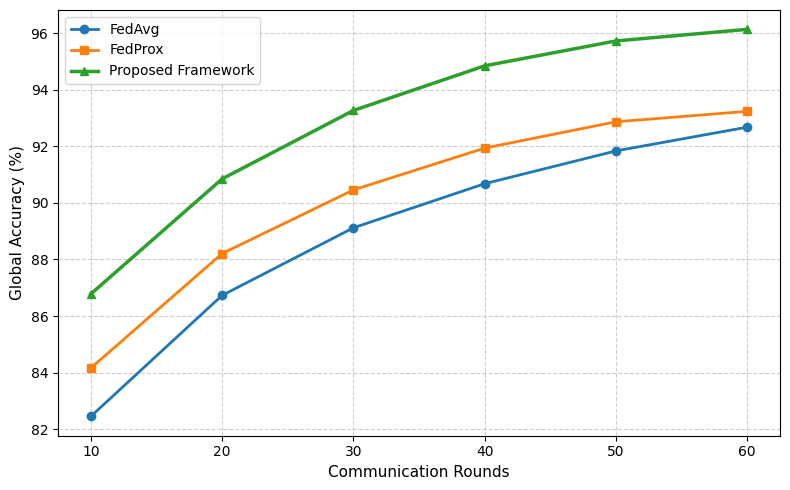 FedAvg
FedProx
Proposed Framework
Global Accuracy (%)
96
94
92
90
88
86
84
82
10 20 30 40 50 60
Communication Rounds